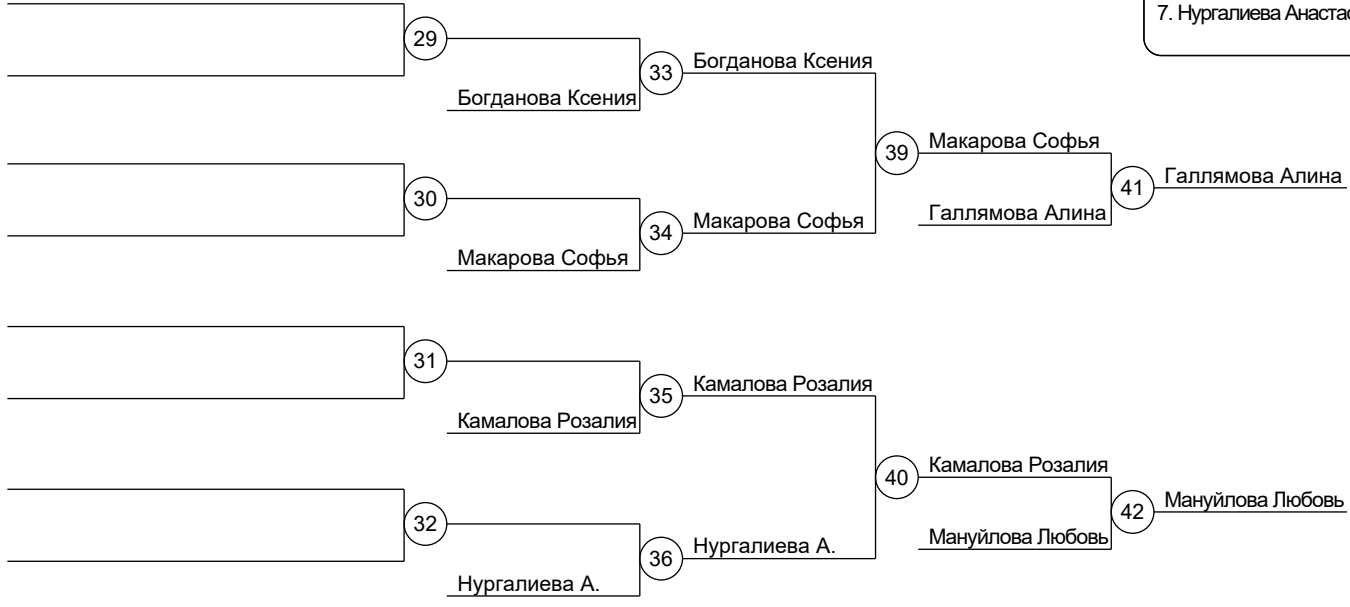 7. Нургалиева
29
33
Богданова Ксения
Богданова Ксения
39
Макарова Софья
41
Галлямова Алина
30
Галлямова Алина
34
Макарова Софья
Макарова Софья
31
35
Камалова Розалия
Камалова Розалия
40
Камалова Розалия
42
Мануйлова Любовь
32
Мануйлова Любовь
36
Нургалиева А.
Нургалиева А.